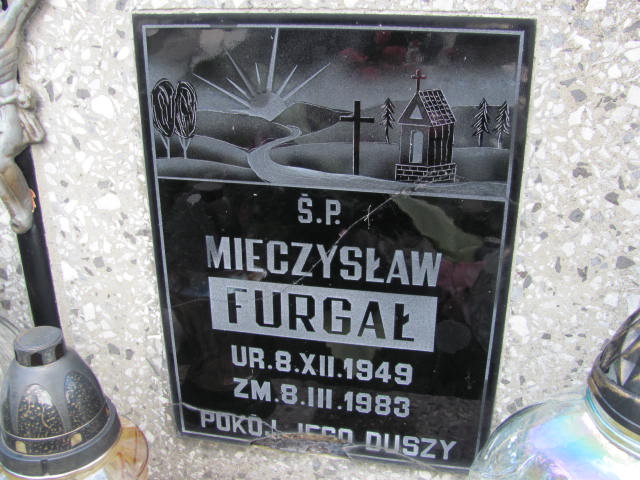 Ś.P.
MIECZYSŁAW
FURGAŁ
UR.8.XII.1949
ZM.8.III.1983
POKÓJ JEGO DUSZY